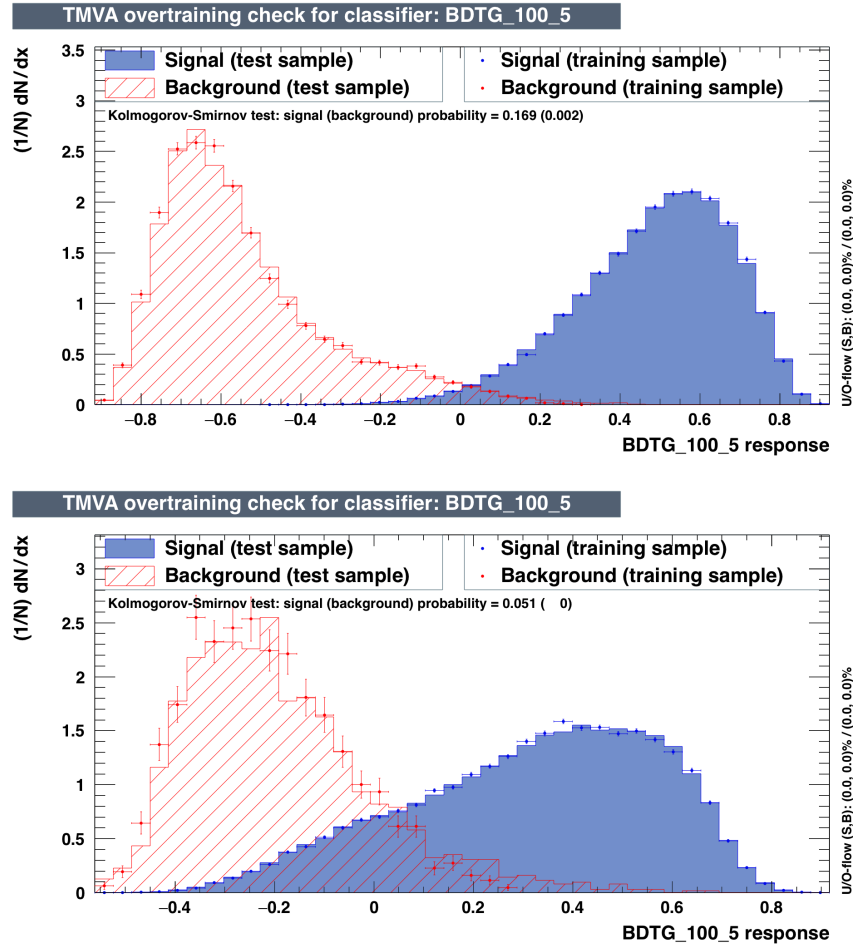 TMVA overtraining check for classifier: BDTG_100_5
(1/N) dN/dx
3.5
3
2.5
2
1.5
1
0.5
0
Signal (test sample)
Background (test sample)
Signal (training sample)
Background (training sample)
Kolmogorov-Smirnov test: signal (background) probability = 0.169 (0.002)
−0.8 −0.6 −0.4 −0.2 0 0.2 0.4 0.6 0.8
BDTG_100_5 response
U/O-flow (S,B): (0.0, 0.0)% / (0.0, 0.0)%
TMVA overtraining check for classifier: BDTG_100_5
(1/N) dN/dx
3
2.5
2
1.5
1
0.5
0
Signal (test sample)
Background (test sample)
Signal (training sample)
Background (training sample)
Kolmogorov-Smirnov test: signal (background) probability = 0.051 (    0)
−0.4 −0.2 0 0.2 0.4 0.6 0.8
BDTG_100_5 response
U/O-flow (S,B): (0.0, 0.0)% / (0.0, 0.0)%